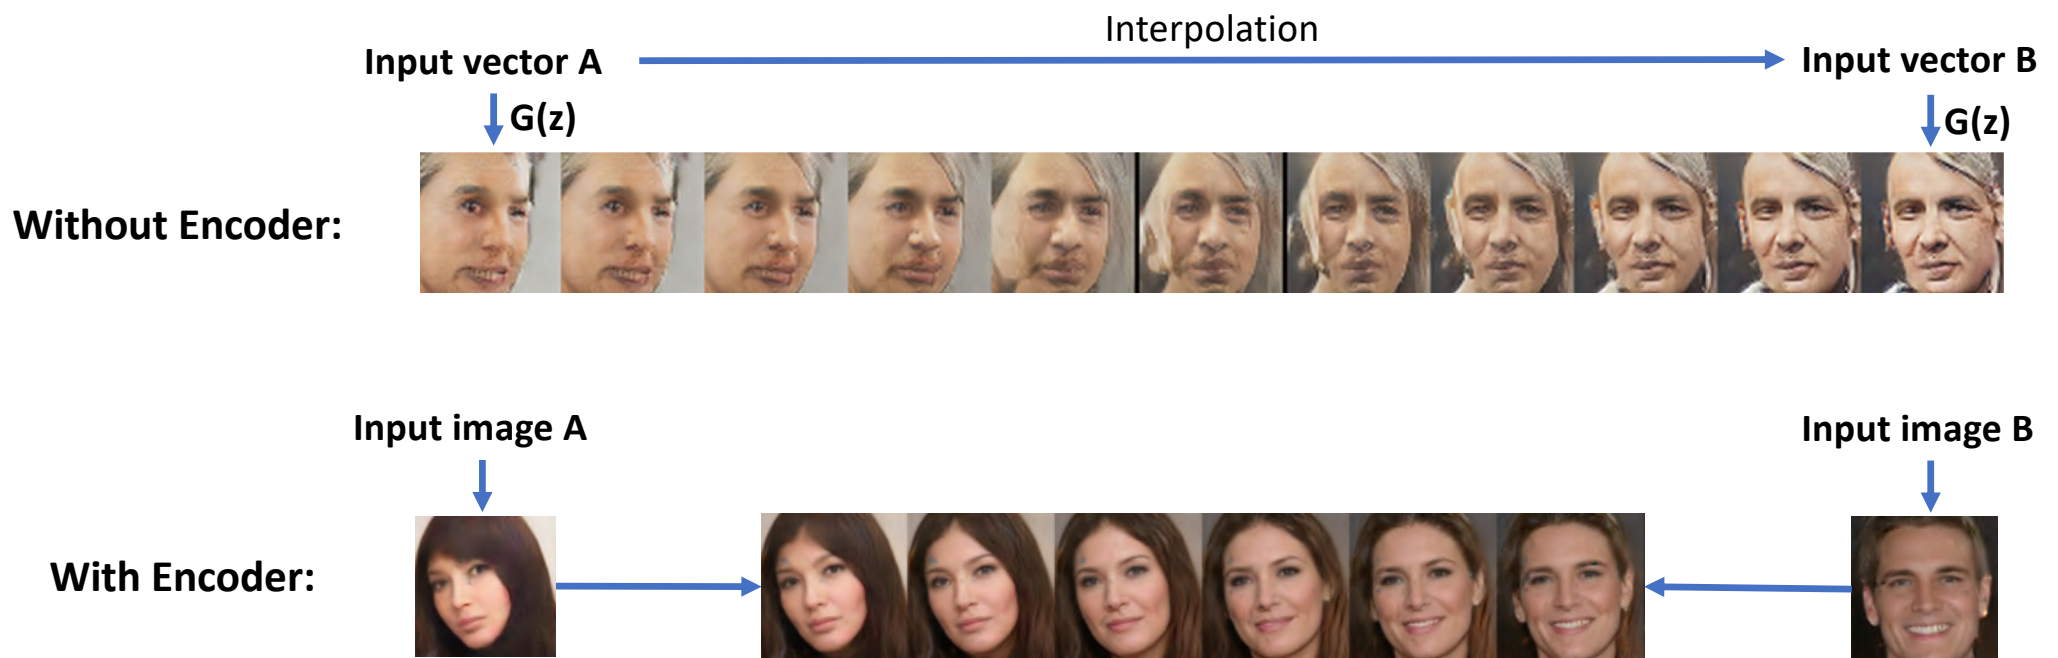 Interpolation
Input vector A
Input vector B
G(z)
G(z)
Without Encoder:
Input image A
Input image B
With Encoder: